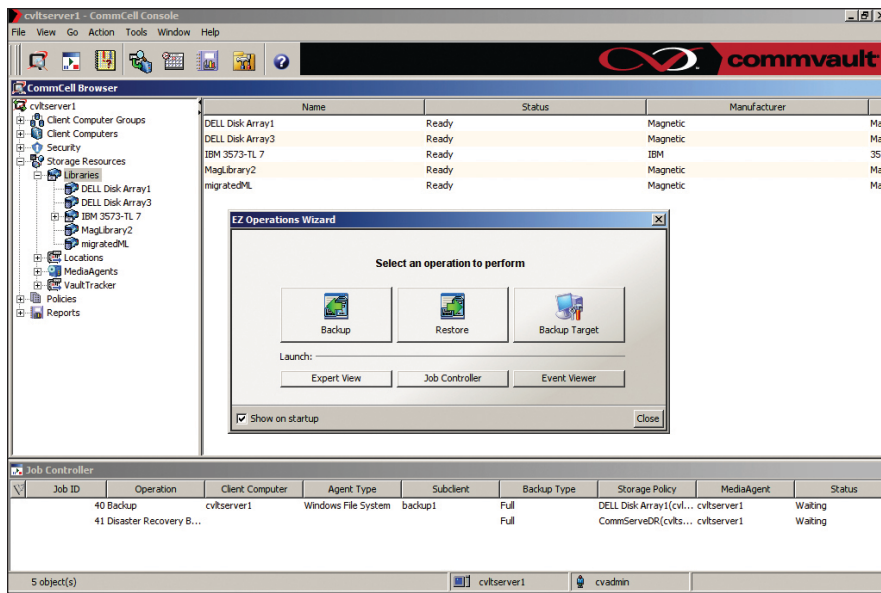 cvltserver1 - CommCell Console
File View Go Action Tools Window Help
commvault
CommCell Browser
cvltserver1
Client Computer Groups
Client Computers
Security
Storage Resources
Libraries
DELL Disk Array1
DELL Disk Array3
IBM 3573-TL 7
MagLibrary2
migratedML
Locations
MediaAgents
VaultTracker
Policies
Reports
Name Status Manufacturer
DELL Disk Array1 Ready Magnetic Ma
DELL Disk Array3 Ready Magnetic Ma
IBM 3573-TL 7 Ready IBM 35
MagLibrary2 Ready Magnetic Ma
migratedML Ready Magnetic Ma
EZ Operations Wizard
Select an operation to perform
Backup Restore Backup Target
Launch:
Expert View Job Controller Event Viewer
Show on startup Close
Job Controller
Job ID Operation Client Computer Agent Type Subclient Backup Type Storage Policy MediaAgent Status
40 Backup cvltserver1 Windows File System backup1 Full DELL Disk Array1(cvl... cvltserver1 Waiting
41 Disaster Recovery B... Full CommServeDR(cvlts... cvltserver1 Waiting
5 object(s) cvltserver1 cvadmin